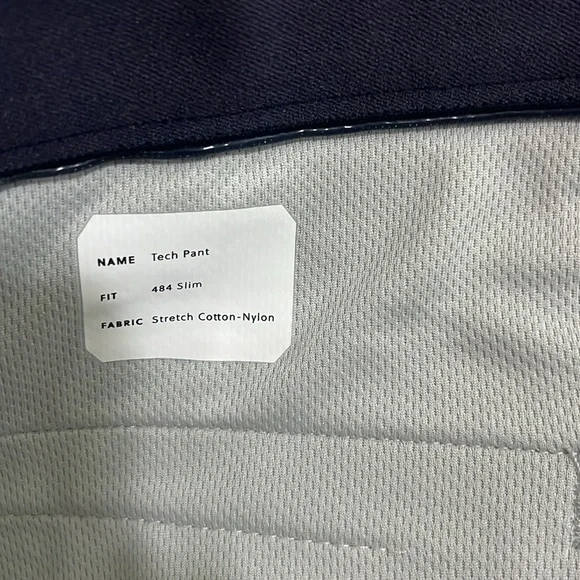 NAME Tech Pant
FIT 484 Slim
FABRIC Stretch Cotton-Nylon